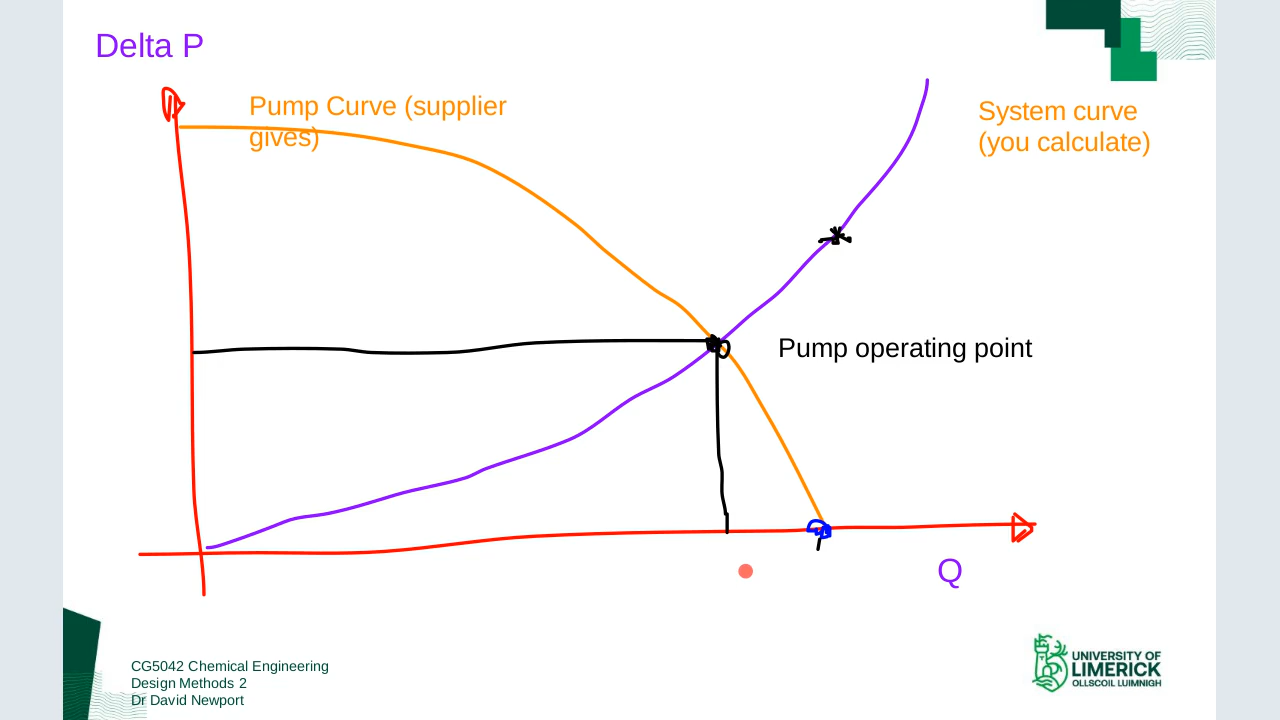 Delta P
Pump Curve (supplier
gives)
System curve
(you calculate)
Pump operating point
Q
CG5042 Chemical Engineering
Design Methods 2
Dr David Newport
UNIVERSITY OF
LIMERICK
OLLSCOIL LUIMNIGH